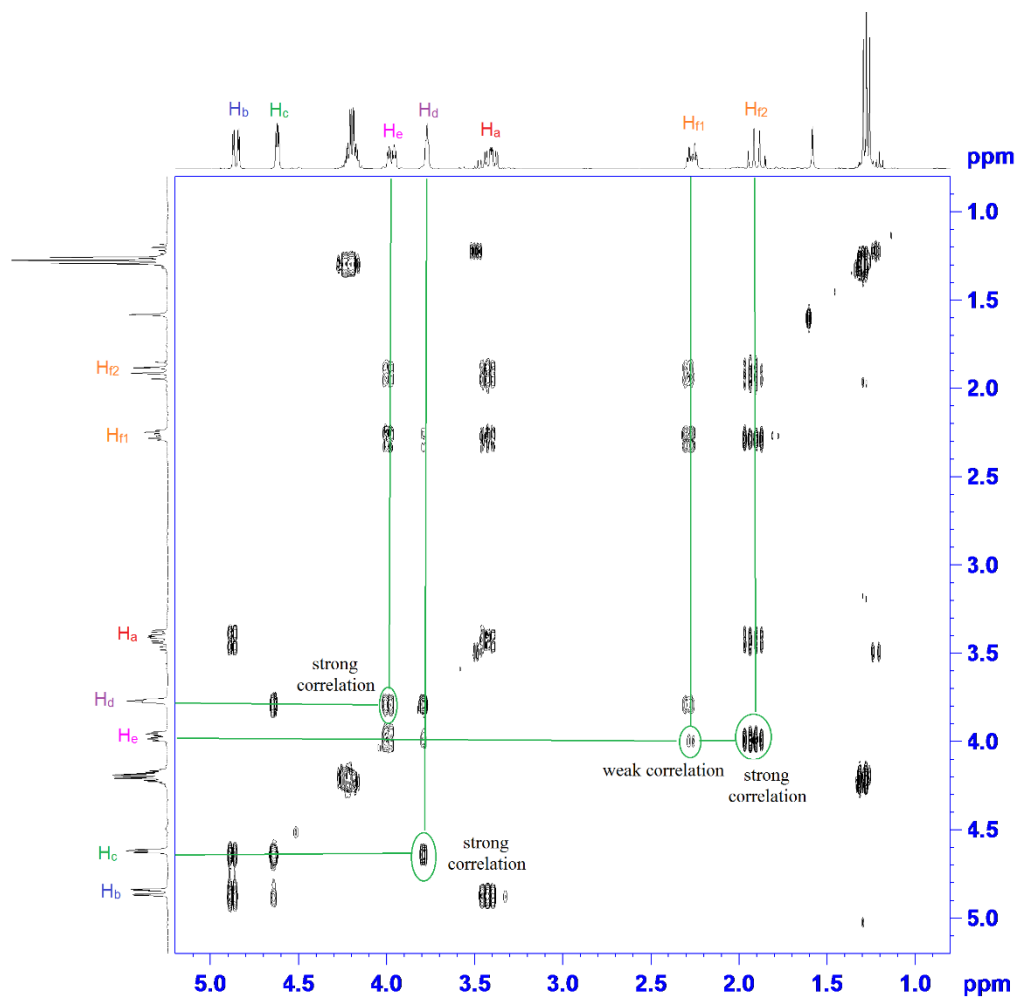 Hb Hc Hd He Ha Hf1 Hf2
ppm
1.0
1.5
Hf2
2.0
Hf1
2.5
3.0
Ha
3.5
strong
correlation
Hd
He
4.0
weak correlation
strong
correlation
4.5
strong
correlation
Hc
Hb
5.0
5.0 4.5 4.0 3.5 3.0 2.5 2.0 1.5 1.0 ppm